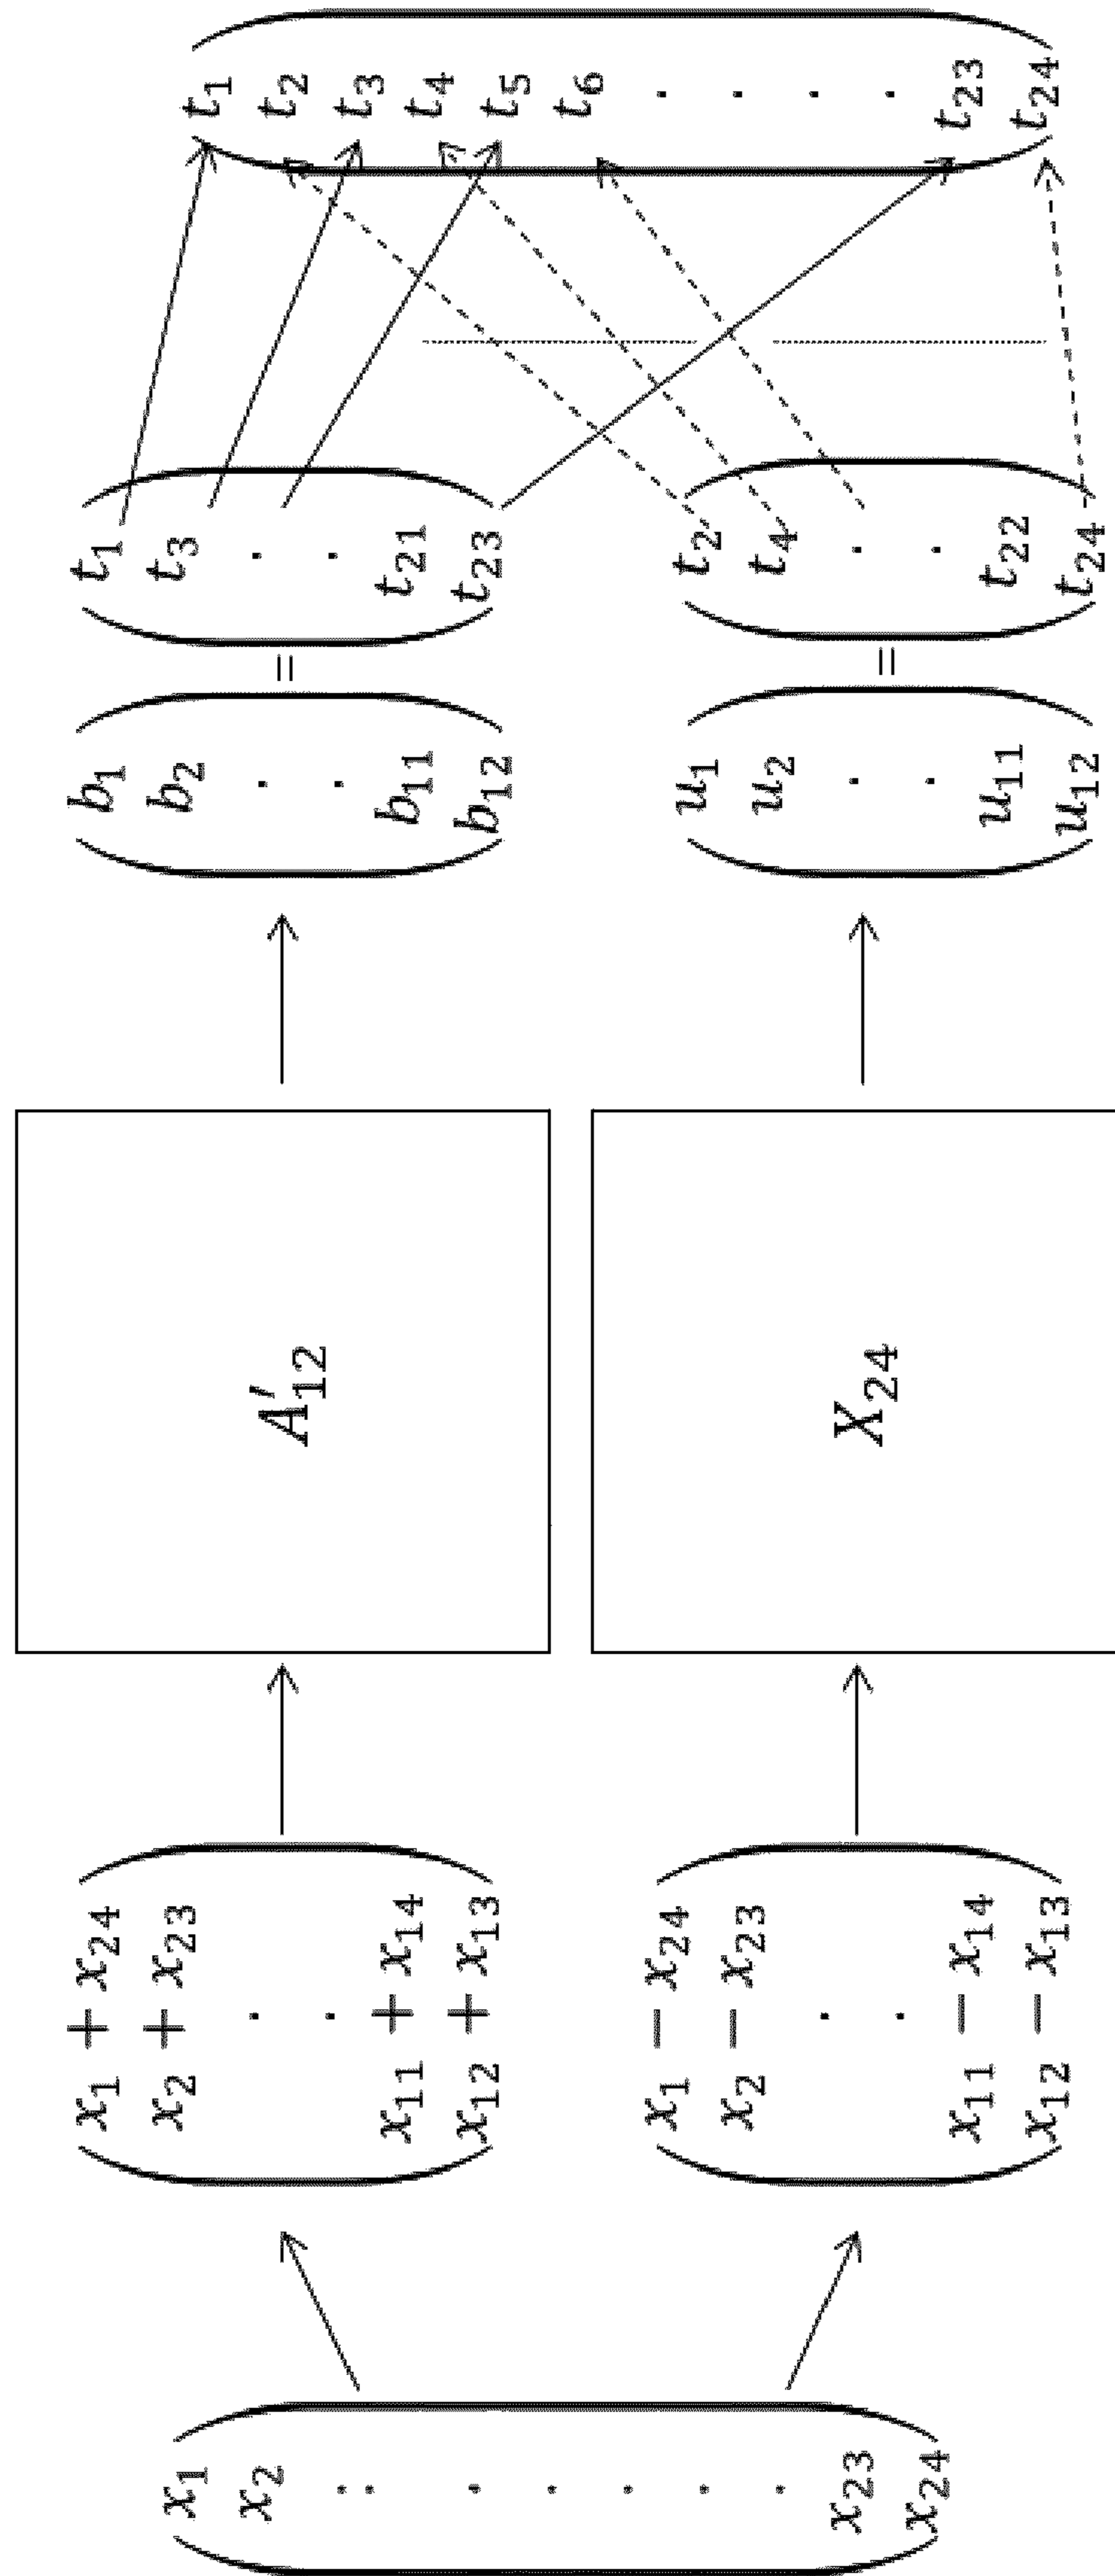 x₁
x₂
:
.
.
.
.
.
x₂₃
x₂₄
x₁ + x₂₄
x₂ + x₂₃
.
.
x₁₁ + x₁₄
x₁₂ + x₁₃
x₁ − x₂₄
x₂ − x₂₃
.
.
x₁₁ − x₁₄
x₁₂ − x₁₃
A′₁₂
X₂₄
b₁
b₂
.
.
b₁₁
b₁₂
=
t₁
t₃
.
.
t₂₁
t₂₃
u₁
u₂
.
.
u₁₁
u₁₂
=
t₂
t₄
.
.
t₂₂
t₂₄
t₁
t₂
t₃
t₄
t₅
t₆
.
.
.
.
t₂₃
t₂₄